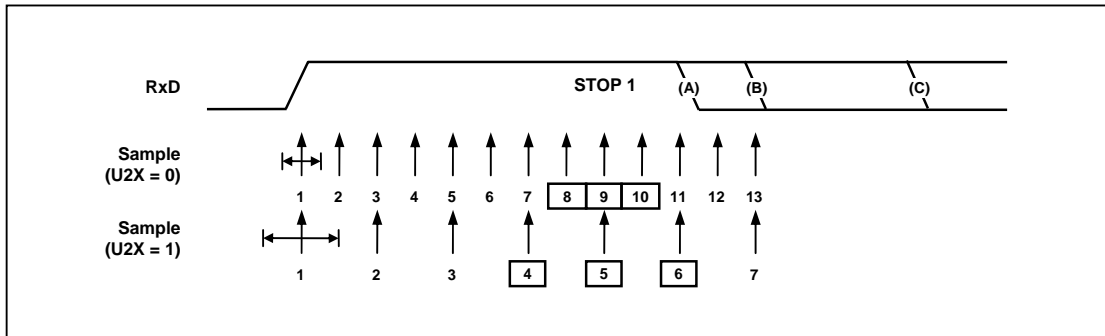 RxD
STOP 1
(A)
(B)
(C)
Sample
(U2X = 0)
1 2 3 4 5 6 7 8 9 10 11 12 13
Sample
(U2X = 1)
1 2 3 4 5 6 7